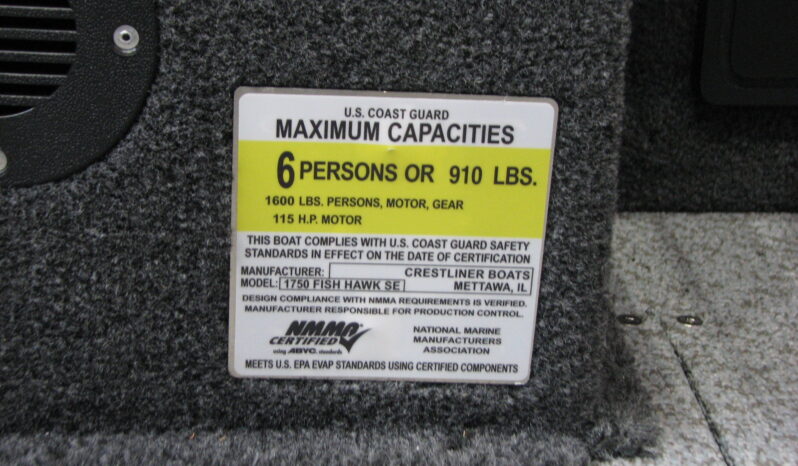 U.S. COAST GUARD
MAXIMUM CAPACITIES
6 PERSONS OR 910 LBS.
1600 LBS. PERSONS, MOTOR, GEAR
115 H.P. MOTOR
THIS BOAT COMPLIES WITH U.S. COAST GUARD SAFETY
STANDARDS IN EFFECT ON THE DATE OF CERTIFICATION
MANUFACTURER: CRESTLINER BOATS
MODEL: 1750 FISH HAWK SE METTAWA, IL
DESIGN COMPLIANCE WITH NMMA REQUIREMENTS IS VERIFIED.
MANUFACTURER RESPONSIBLE FOR PRODUCTION CONTROL.
NMMA
CERTIFIED
using ABYC standards
NATIONAL MARINE
MANUFACTURERS
ASSOCIATION
MEETS U.S. EPA EVAP STANDARDS USING CERTIFIED COMPONENTS